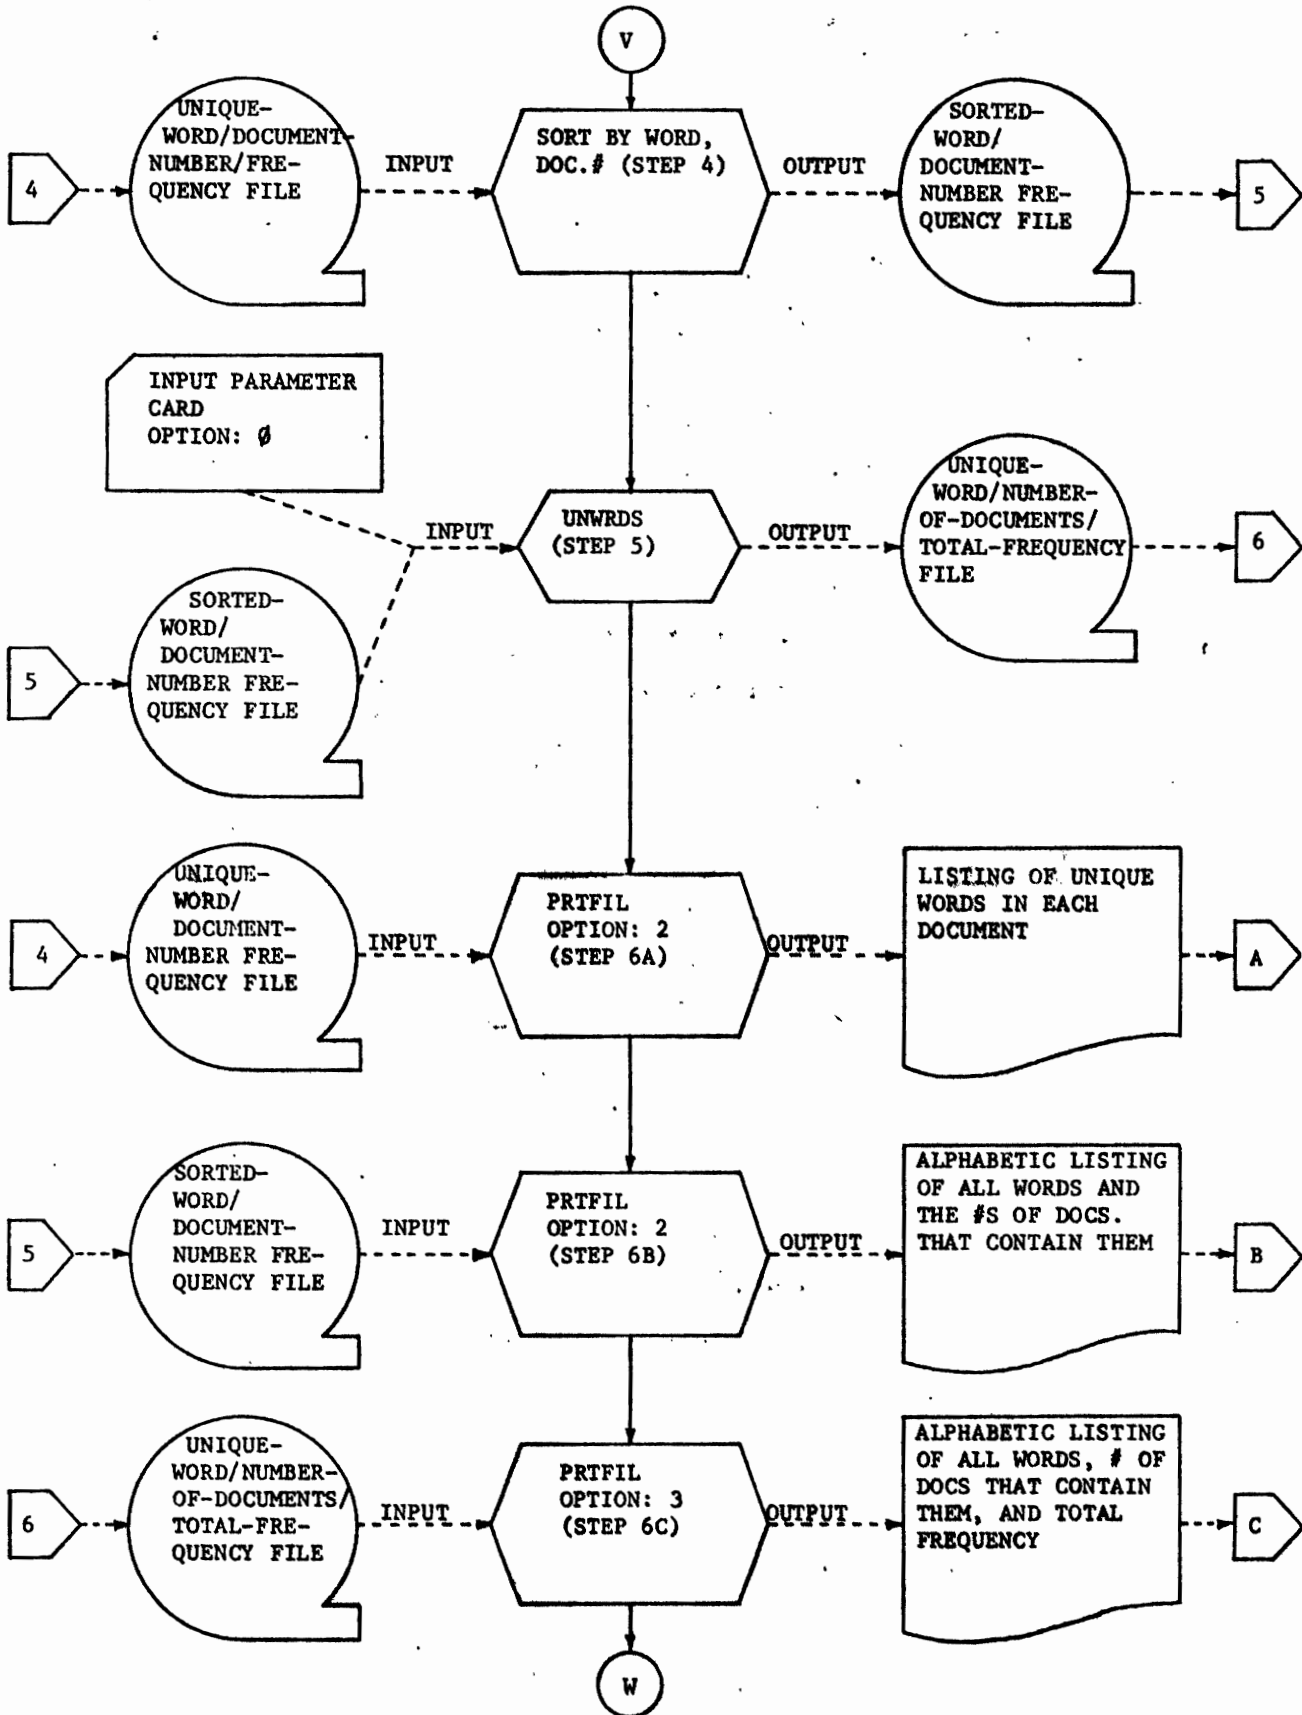 V
4
UNIQUE-
WORD/DOCUMENT-
NUMBER/FRE-
QUENCY FILE
INPUT
SORT BY WORD,
DOC.# (STEP 4)
OUTPUT
SORTED-
WORD/
DOCUMENT-
NUMBER FRE-
QUENCY FILE
5
INPUT PARAMETER
CARD
OPTION: Ø
5
SORTED-
WORD/
DOCUMENT-
NUMBER FRE-
QUENCY FILE
INPUT
UNWRDS
(STEP 5)
OUTPUT
UNIQUE-
WORD/NUMBER-
OF-DOCUMENTS/
TOTAL-FREQUENCY
FILE
6
4
UNIQUE-
WORD/
DOCUMENT-
NUMBER FRE-
QUENCY FILE
INPUT
PRTFIL
OPTION: 2
(STEP 6A)
OUTPUT
LISTING OF UNIQUE
WORDS IN EACH
DOCUMENT
A
5
SORTED-
WORD/
DOCUMENT-
NUMBER FRE-
QUENCY FILE
INPUT
PRTFIL
OPTION: 2
(STEP 6B)
OUTPUT
ALPHABETIC LISTING
OF ALL WORDS AND
THE #S OF DOCS.
THAT CONTAIN THEM
B
6
UNIQUE-
WORD/NUMBER-
OF-DOCUMENTS/
TOTAL-FRE-
QUENCY FILE
INPUT
PRTFIL
OPTION: 3
(STEP 6C)
OUTPUT
ALPHABETIC LISTING
OF ALL WORDS, # OF
DOCS THAT CONTAIN
THEM, AND TOTAL
FREQUENCY
C
W